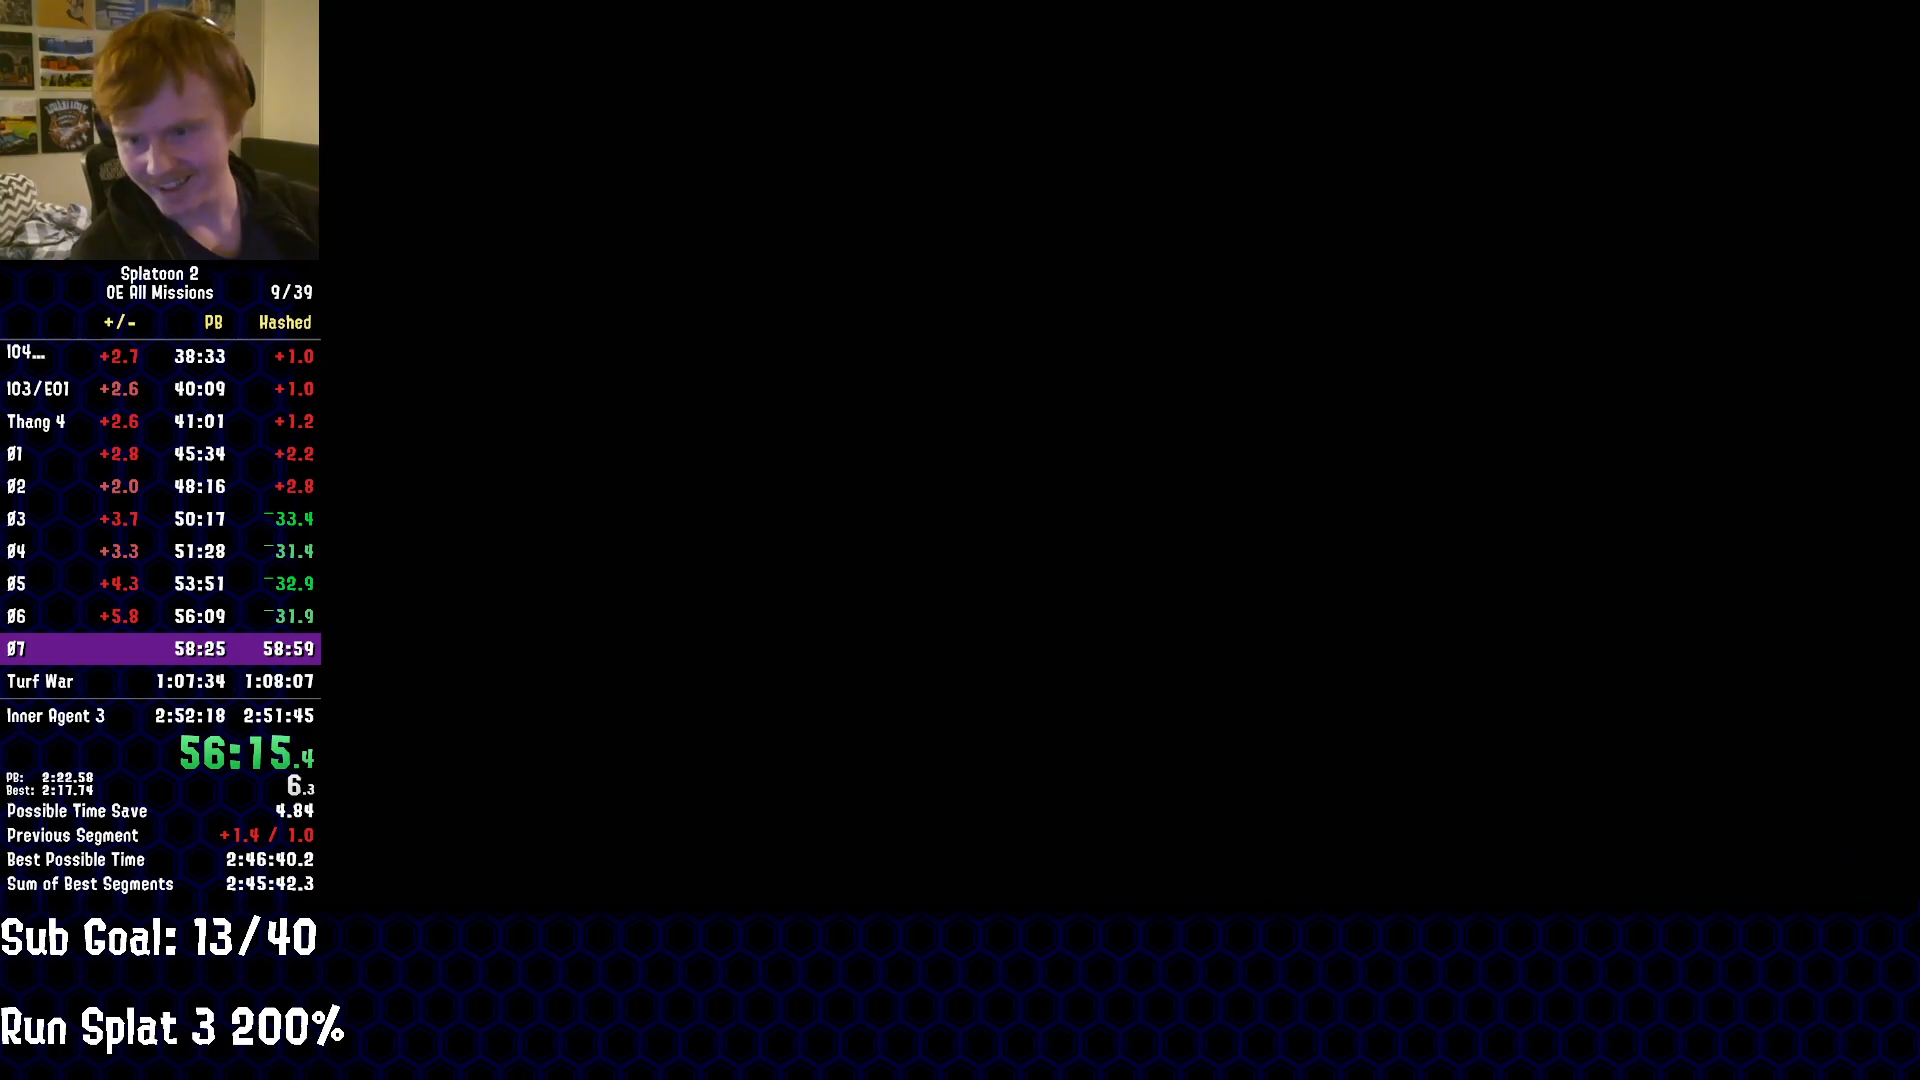 Splatoon 2
OE All Missions 9/39
+/- PB Hashed
104... +2.7 38:33 +1.0
103/E01 +2.6 40:09 +1.0
Thang 4 +2.6 41:01 +1.2
Ø1 +2.8 45:34 +2.2
Ø2 +2.0 48:16 +2.8
Ø3 +3.7 50:17 −33.4
Ø4 +3.3 51:28 −31.4
Ø5 +4.3 53:51 −32.9
Ø6 +5.8 56:09 −31.9
Ø7 58:25 58:59
Turf War 1:07:34 1:08:07
Inner Agent 3 2:52:18 2:51:45
56:15.4
PB: 2:22.58
Best: 2:17.74
6.3
Possible Time Save 4.84
Previous Segment +1.4 / 1.0
Best Possible Time 2:46:40.2
Sum of Best Segments 2:45:42.3
Sub Goal: 13/40
Run Splat 3 200%